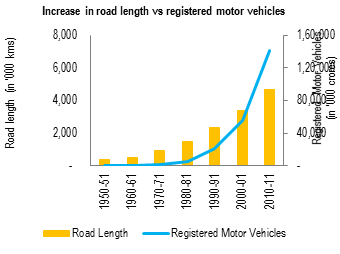 Increase in road length vs registered motor vehicles
Road length (in '000 kms)
8,000
6,000
4,000
2,000
-
1,60,000
1,20,000
80,000
40,000
-
Registered Motor Vehicles
(in '000 crores)
1950-51
1960-61
1970-71
1980-81
1990-91
2000-01
2010-11
Road Length
Registered Motor Vehicles